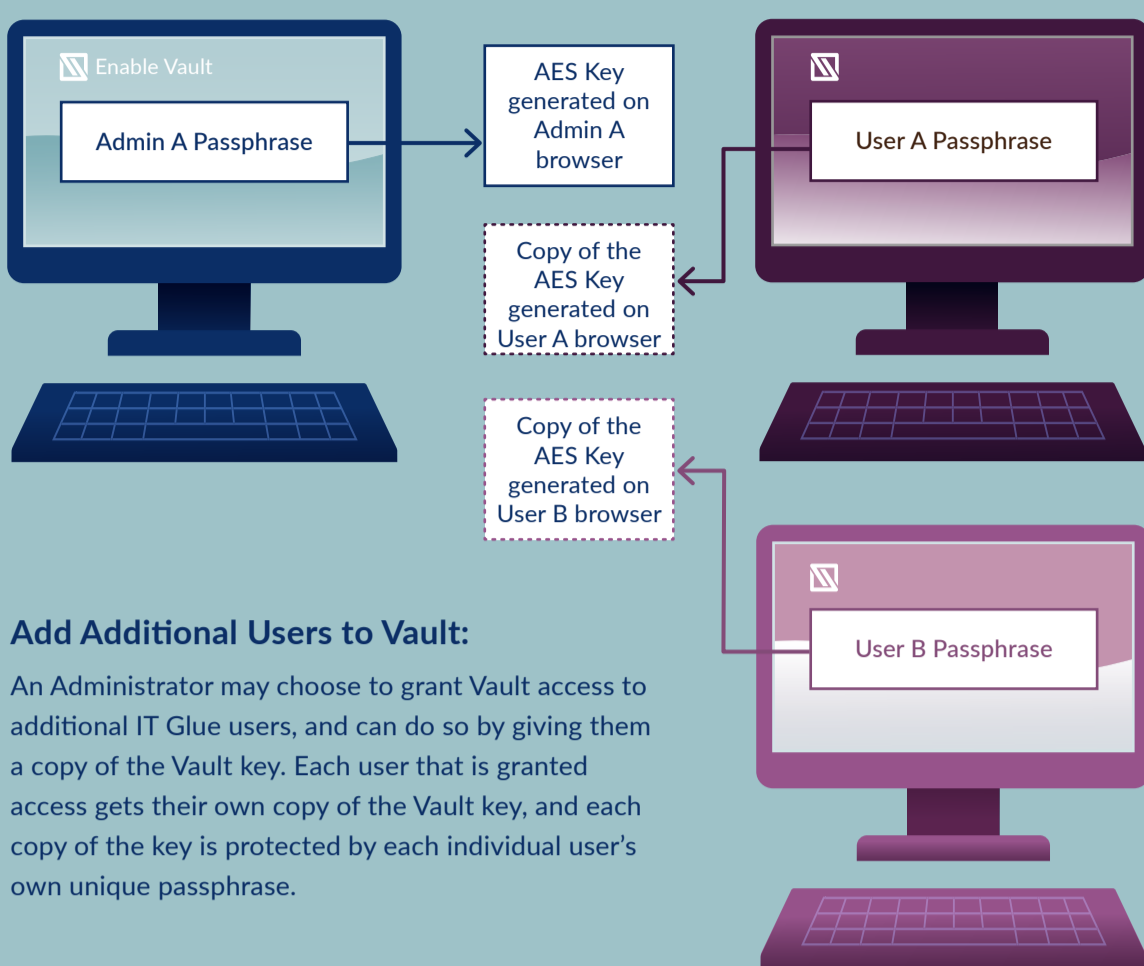 Enable Vault
Admin A Passphrase
AES Key
generated on
Admin A
browser
User A Passphrase
Copy of the
AES Key
generated on
User A browser
Copy of the
AES Key
generated on
User B browser
User B Passphrase
Add Additional Users to Vault:
An Administrator may choose to grant Vault access to
additional IT Glue users, and can do so by giving them
a copy of the Vault key. Each user that is granted
access gets their own copy of the Vault key, and each
copy of the key is protected by each individual user’s
own unique passphrase.